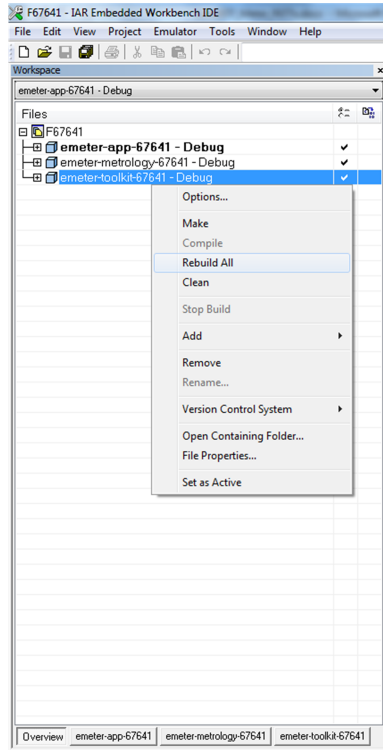 F67641 - IAR Embedded Workbench IDE
File Edit View Project Emulator Tools Window Help
Workspace
emeter-app-67641 - Debug
Files
F67641
emeter-app-67641 - Debug
emeter-metrology-67641 - Debug
emeter-toolkit-67641 - Debug
Options...
Make
Compile
Rebuild All
Clean
Stop Build
Add
Remove
Rename...
Version Control System
Open Containing Folder...
File Properties...
Set as Active
Overview emeter-app-67641 emeter-metrology-67641 emeter-toolkit-67641